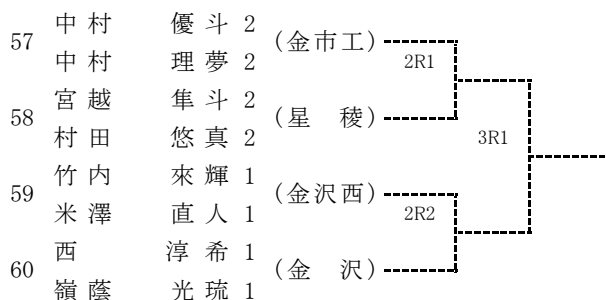 57 中村 優斗 2 (金市工)
中村 理夢 2
2R1
58 宮越 隼斗 2 (星稜)
村田 悠真 2
3R1
59 竹内 來輝 1 (金沢西)
米澤 直人 1
2R2
60 西 淳希 1 (金沢)
嶺蔭 光琉 1